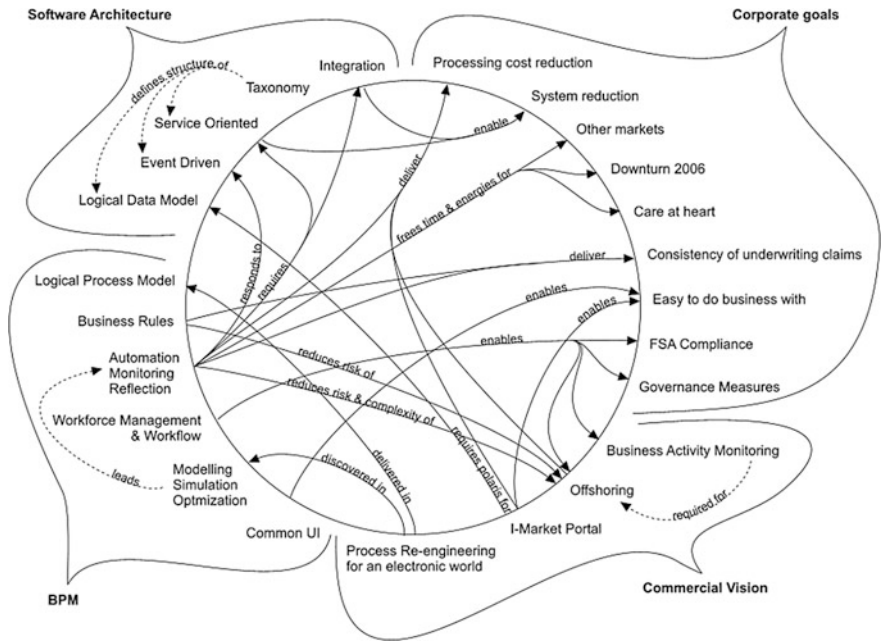 Software Architecture
Corporate goals
Integration
Processing cost reduction
defines structure of
Taxonomy
System reduction
Service Oriented
enable
Other markets
Event Driven
deliver
Downturn 2006
Logical Data Model
frees time & energies for
Care at heart
Logical Process Model
responds to
requires
deliver
Consistency of underwriting claims
Business Rules
enables
enables
Easy to do business with
Automation
Monitoring
Reflection
reduces risk of
enables
FSA Compliance
reduces risk & complexity of
Governance Measures
Workforce Management
& Workflow
requires polaris for
Business Activity Monitoring
leads
Modelling
Simulation
Optmization
discovered in
delivered in
Offshoring
required for
Common UI
I-Market Portal
Process Re-engineering
for an electronic world
BPM
Commercial Vision